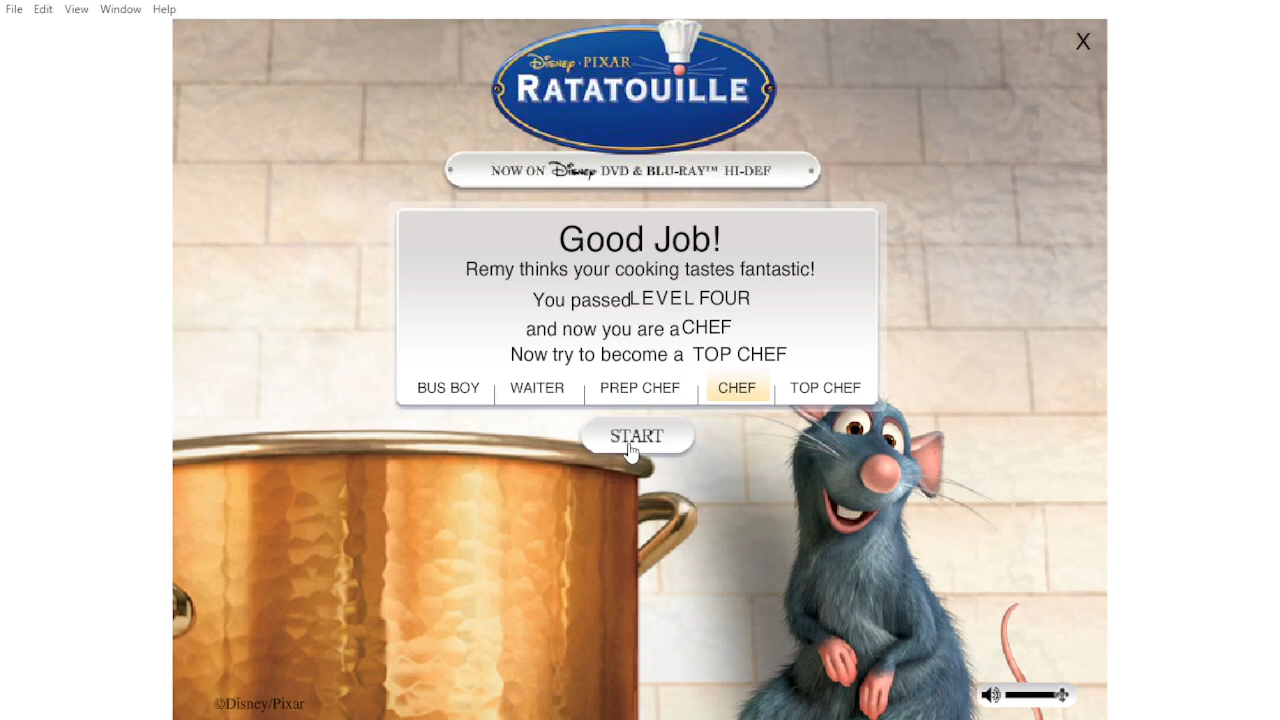 File Edit View Window Help
X
Disney · PIXAR
RATATOUILLE
NOW ON Disney DVD & BLU-RAY™ HI-DEF
Good Job!
Remy thinks your cooking tastes fantastic!
You passed LEVEL FOUR
and now you are a CHEF
Now try to become a TOP CHEF
BUS BOY WAITER PREP CHEF CHEF TOP CHEF
START
©Disney/Pixar